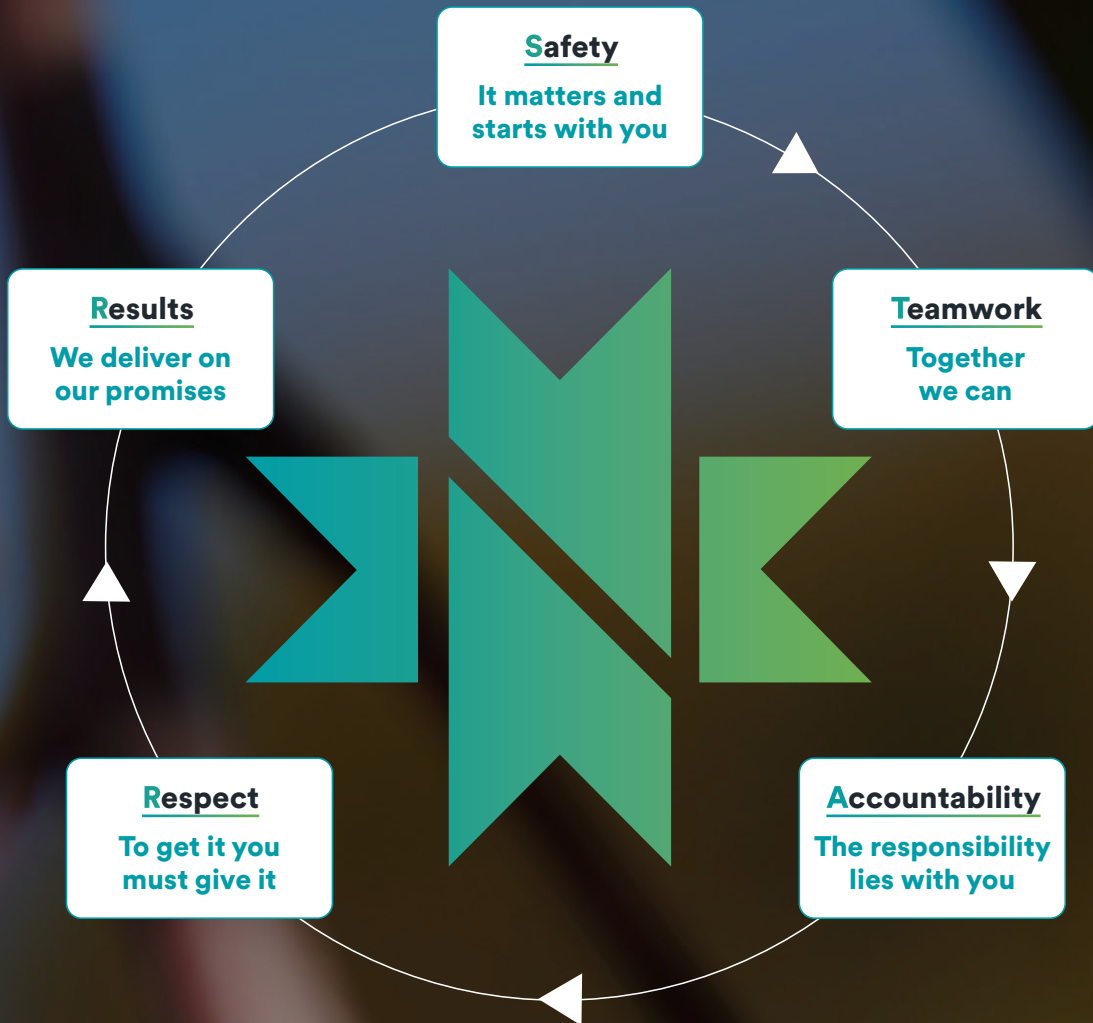 Safety
It matters and
starts with you
Teamwork
Together
we can
Accountability
The responsibility
lies with you
Respect
To get it you
must give it
Results
We deliver on
our promises